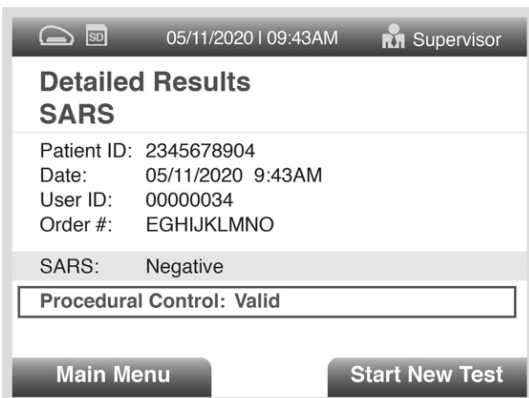 SD 05/11/2020 I 09:43AM Supervisor
Detailed Results
SARS
Patient ID: 2345678904
Date: 05/11/2020 9:43AM
User ID: 00000034
Order #: EGHIJKLMNO
SARS: Negative
Procedural Control: Valid
Main Menu Start New Test